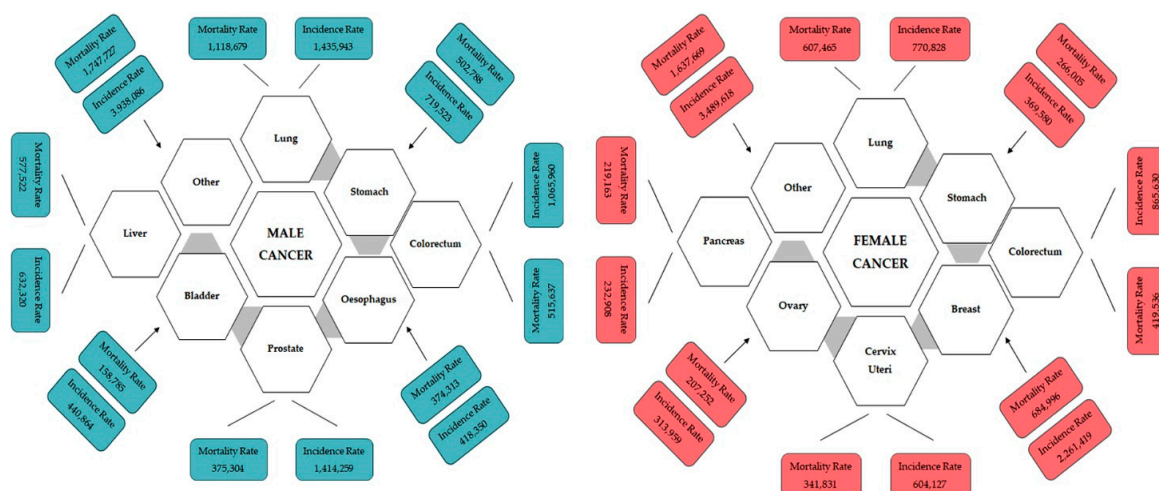 Mortality Rate
1,118,679
Incidence Rate
1,435,943
Mortality Rate
1,747,727
Incidence Rate
3.938,086
Mortality Rate
502,788
Incidence Rate
719,523
Mortality Rate
577,522
Incidence Rate
632,320
Incidence Rate
1,065,960
Mortality Rate
515,637
Lung
Other
Stomach
Liver
MALE
CANCER
Colorectum
Bladder
Oesophagus
Prostate
Mortality Rate
158,785
Incidence Rate
440,864
Mortality Rate
374,313
Incidence Rate
418,350
Mortality Rate
375,304
Incidence Rate
1,414,259
Mortality Rate
607,465
Incidence Rate
770,828
Mortality Rate
1,637,669
Incidence Rate
3,489,618
Mortality Rate
266,005
Incidence Rate
369,580
Mortality Rate
219,163
Incidence Rate
232,908
Incidence Rate
865,630
Mortality Rate
419,536
Lung
Other
Stomach
Pancreas
FEMALE
CANCER
Colorectum
Ovary
Breast
Cervix
Uteri
Mortality Rate
207,252
Incidence Rate
313,959
Mortality Rate
684,996
Incidence Rate
2,261,419
Mortality Rate
341,831
Incidence Rate
604,127